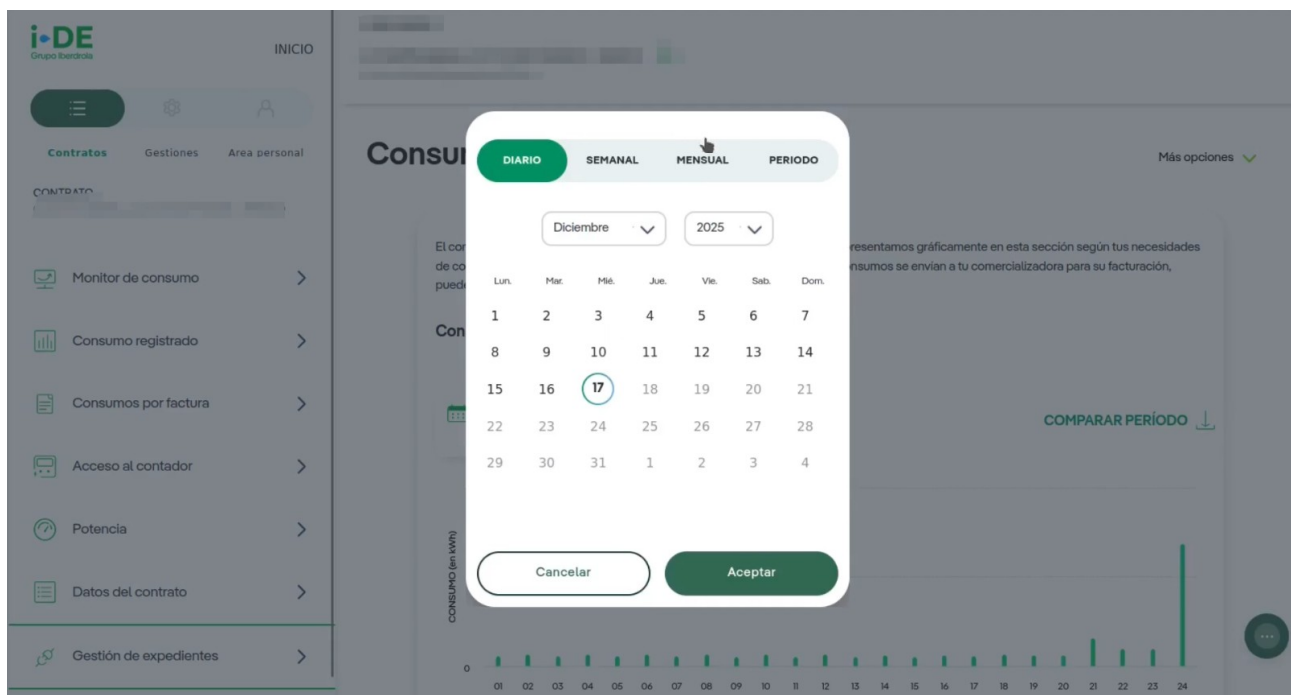 i-DE
Grupo Iberdrola
INICIO
Contratos Gestiones Area personal
CONTRATO
Monitor de consumo
Consumo registrado
Consumos por factura
Acceso al contador
Potencia
Datos del contrato
Gestión de expedientes
Más opciones
resentamos gráficamente en esta sección según tus necesidades
de co
nsumos se envían a tu comercializadora para su facturación,
Con
COMPARAR PERÍODO
DIARIO SEMANAL MENSUAL PERIODO
Diciembre 2025
Lun. Mar. Mié. Jue. Vie. Sab. Dom.
1 2 3 4 5 6 7
8 9 10 11 12 13 14
15 16 17 18 19 20 21
22 23 24 25 26 27 28
29 30 31 1 2 3 4
Cancelar Aceptar
CONSUMO (en kWh)
0
01 02 03 04 05 06 07 08 09 10 11 12 13 14 15 16 17 18 19 20 21 22 23 24